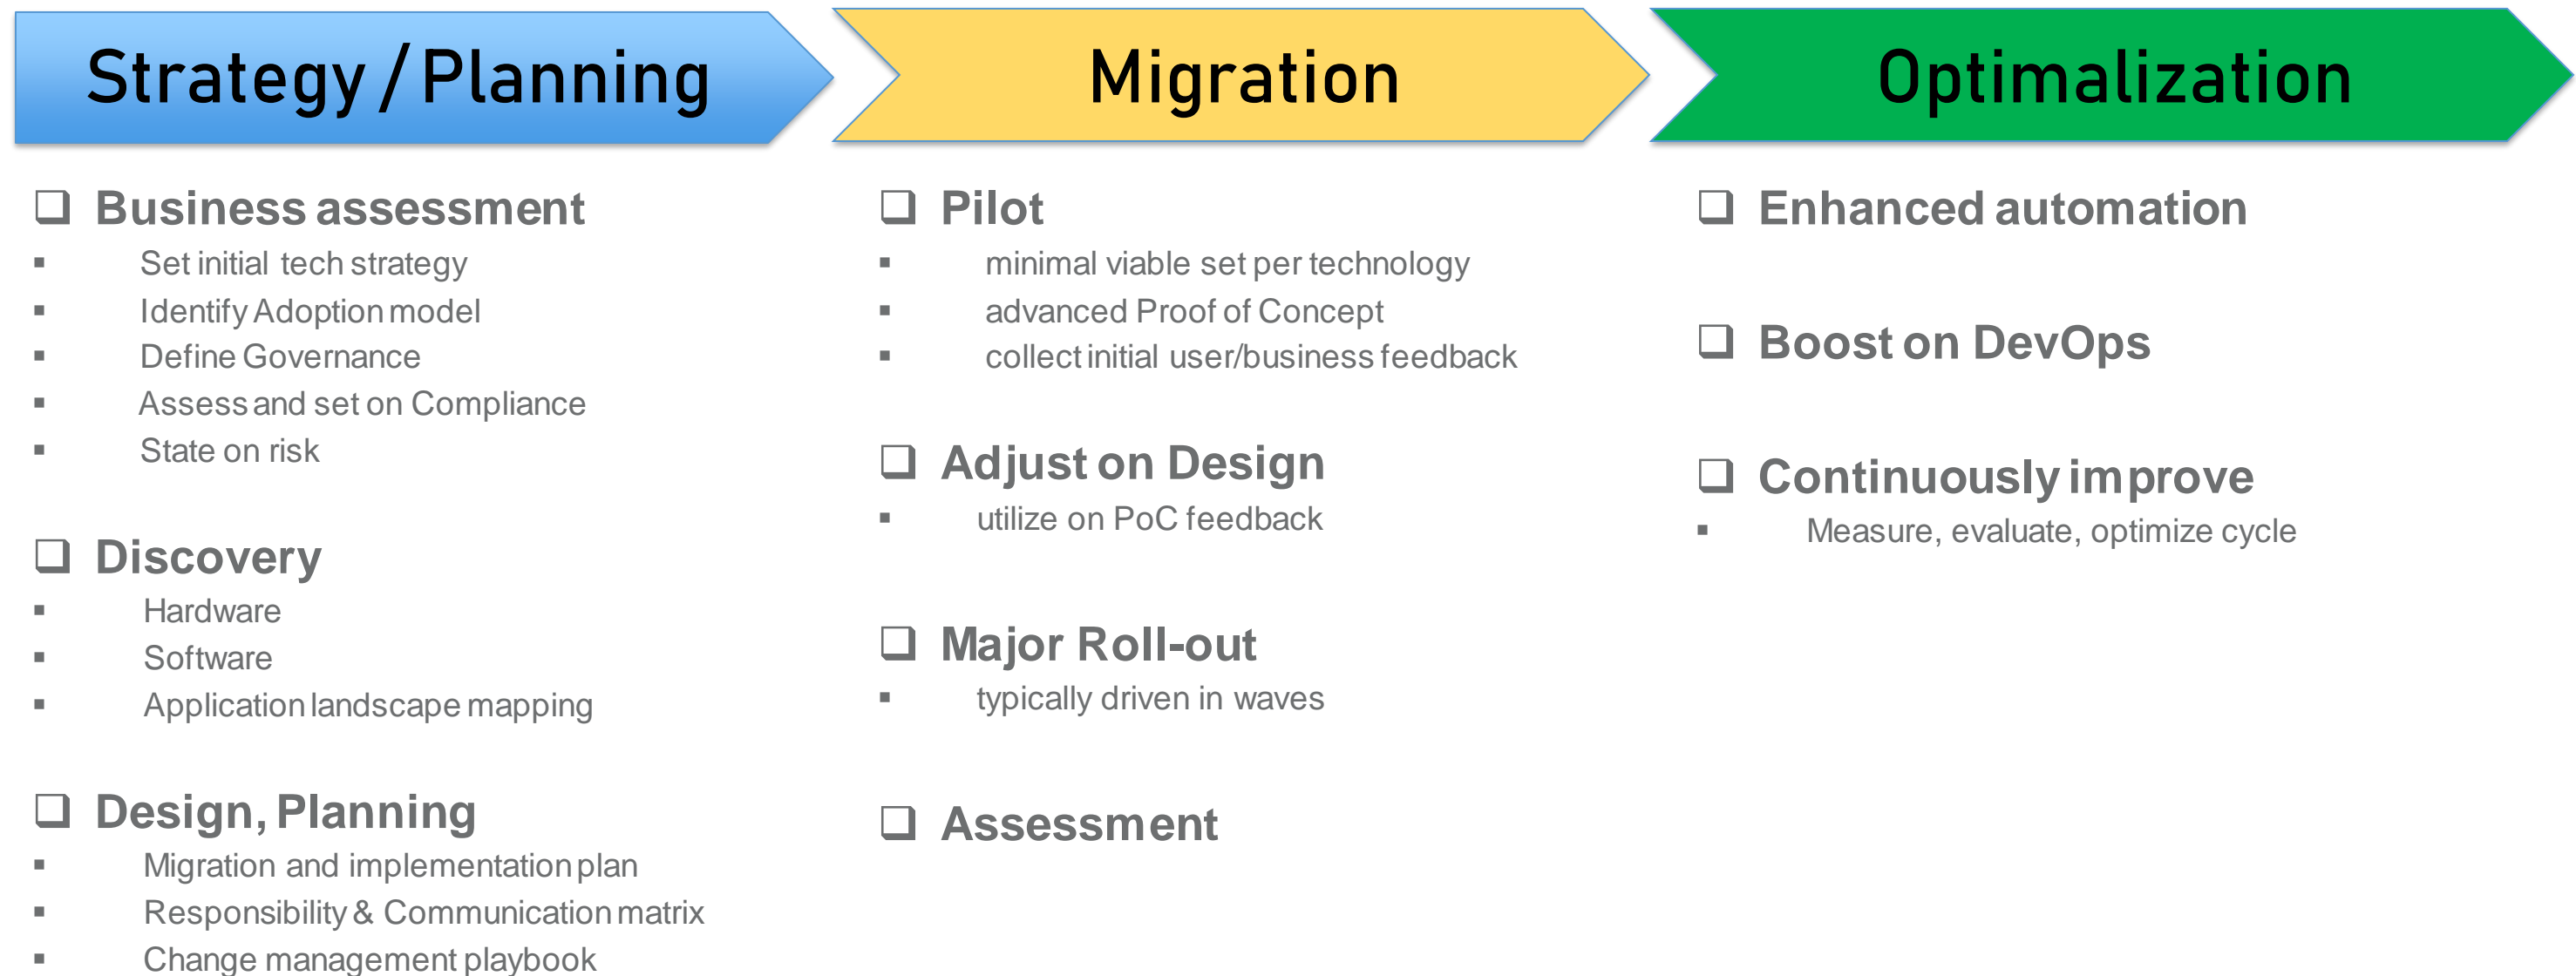 Strategy / Planning
Business assessment
Set initial tech strategy
Identify Adoption model
Define Governance
Assess and set on Compliance
State on risk
Discovery
Hardware
Software
Application landscape mapping
Design, Planning
Migration and implementation plan
Responsibility & Communication matrix
Change management playbook
Migration
Pilot
minimal viable set per technology
advanced Proof of Concept
collect initial user/business feedback
Adjust on Design
utilize on PoC feedback
Major Roll-out
typically driven in waves
Assessment
Optimalization
Enhanced automation
Boost on DevOps
Continuously improve
Measure, evaluate, optimize cycle